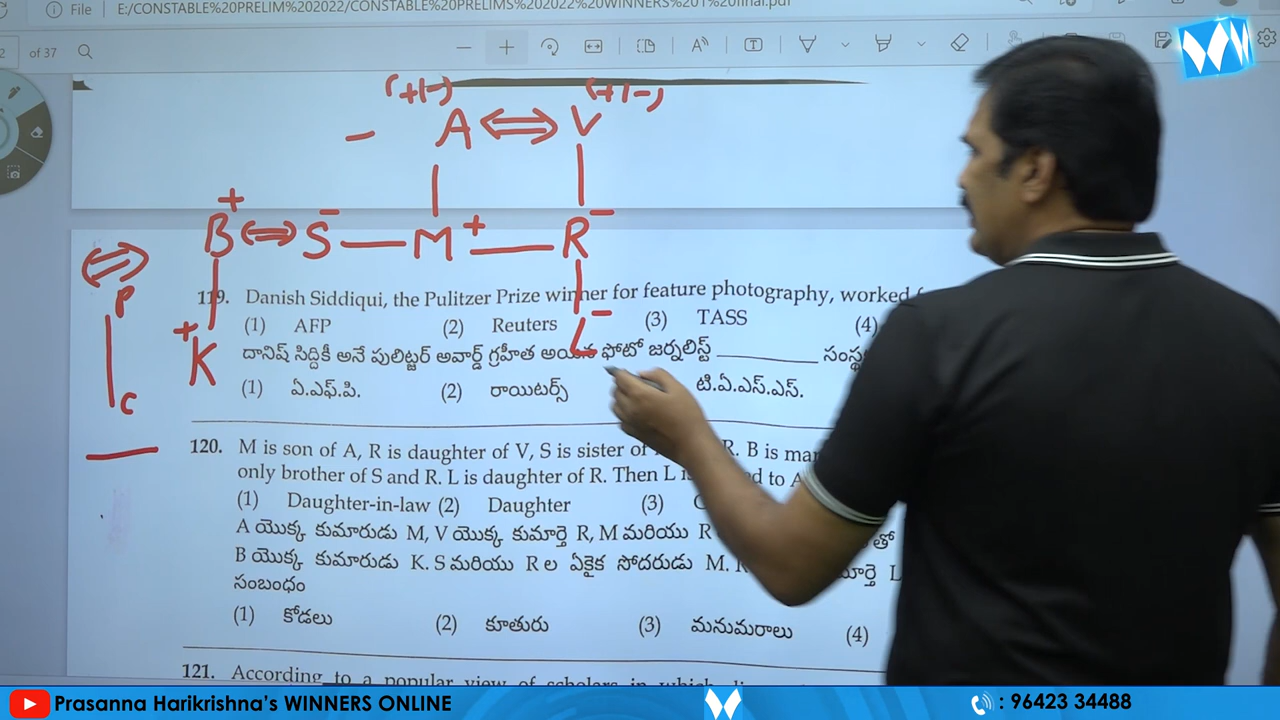 File | E:/CONSTABLE%20PRELIM%202022/CONSTABLE%20PRELIMS%202022%20WINNERS%20 1%20final.pdf
2 of 37
(+/-) (+/-)
- A ⇔ V
B+ ⇔ S- — M+ — R-
P
L-
+K
C
119. Danish Siddiqui, the Pulitzer Prize winner for feature photography, worked
(1) AFP (2) Reuters (3) TASS (4)
దానిష్ సిద్దికీ అనే పులిట్జర్ అవార్డ్ గ్రహీత అయిన ఫోటో జర్నలిస్ట్ __________
(1) ఏ.ఎఫ్.పి. (2) రాయిటర్స్ టి.ఏ.ఎస్.ఎస్.
120. M is son of A, R is daughter of V, S is sister of R. B is
only brother of S and R. L is daughter of R. Then L to A
(1) Daughter-in-law (2) Daughter (3)
A యొక్క కుమారుడు M, V యొక్క కుమార్తె R, M మరియు R తో
B యొక్క కుమారుడు K. S మరియు R ల ఏకైక సోదరుడు M. L
సంబంధం
(1) కోడలు (2) కూతురు (3) మనుమరాలు (4)
121. According to a popular view of scholars in which
Prasanna Harikrishna's WINNERS ONLINE : 96423 34488